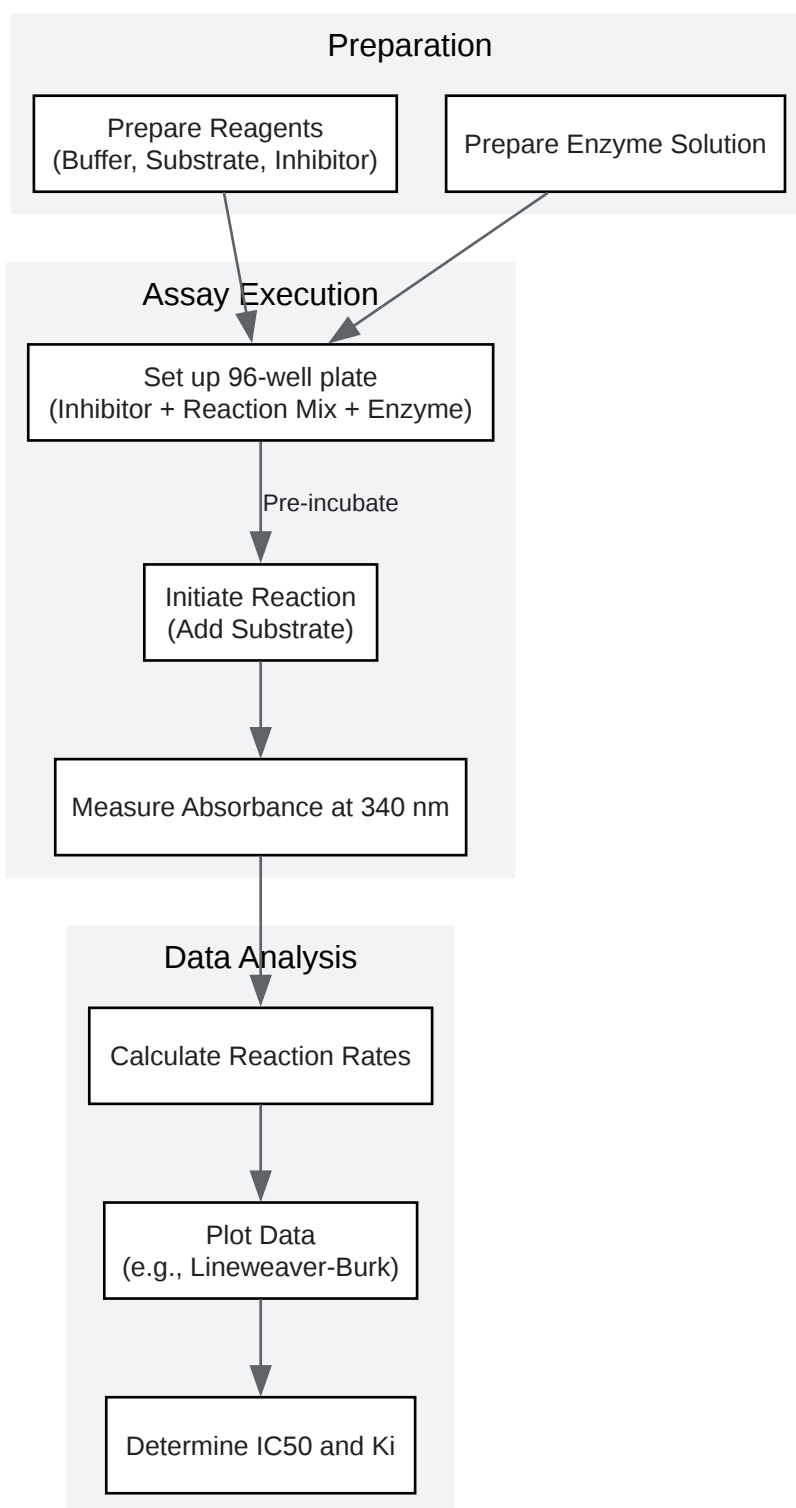 Preparation
Prepare Reagents
(Buffer, Substrate, Inhibitor)
Prepare Enzyme Solution
Assay Execution
Set up 96-well plate
(Inhibitor + Reaction Mix + Enzyme)
Pre-incubate
Initiate Reaction
(Add Substrate)
Measure Absorbance at 340 nm
Data Analysis
Calculate Reaction Rates
Plot Data
(e.g., Lineweaver-Burk)
Determine IC50 and Ki